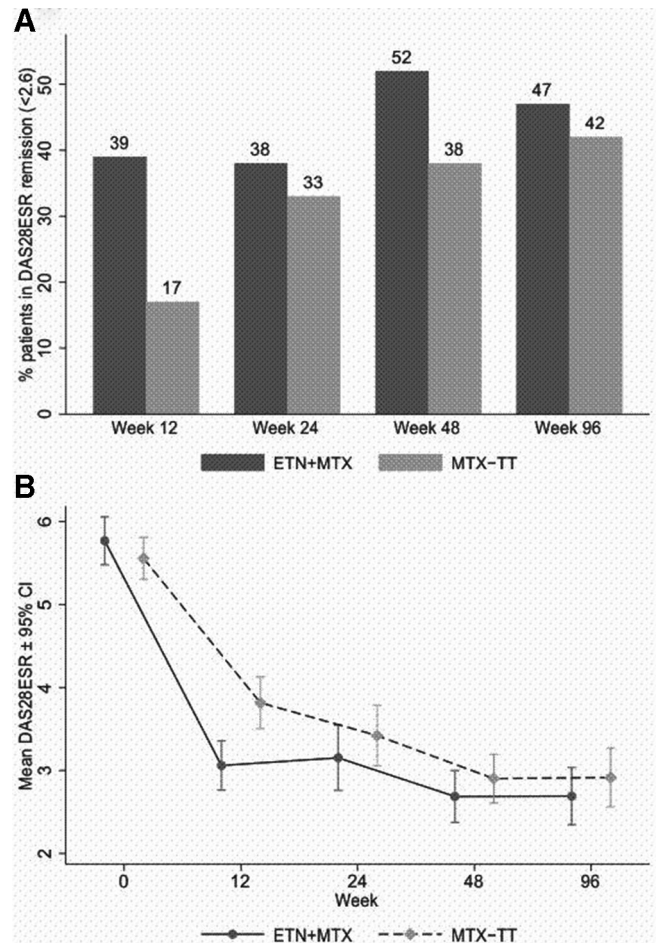 A
% patients in DAS28ESR remission (<2.6)
50
40
30
20
10
0
39
17
38
33
52
38
47
42
Week 12
Week 24
Week 48
Week 96
ETN+MTX
MTX-TT
B
Mean DAS28ESR ± 95% CI
6
5
4
3
2
0
12
24
48
96
Week
ETN+MTX
MTX-TT